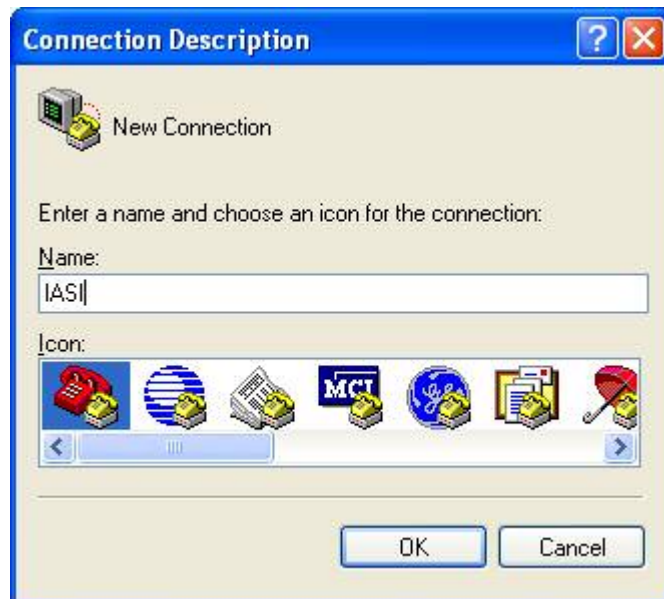 Connection Description
New Connection
Enter a name and choose an icon for the connection:
Name:
IASI
Icon:
MCI
OK Cancel